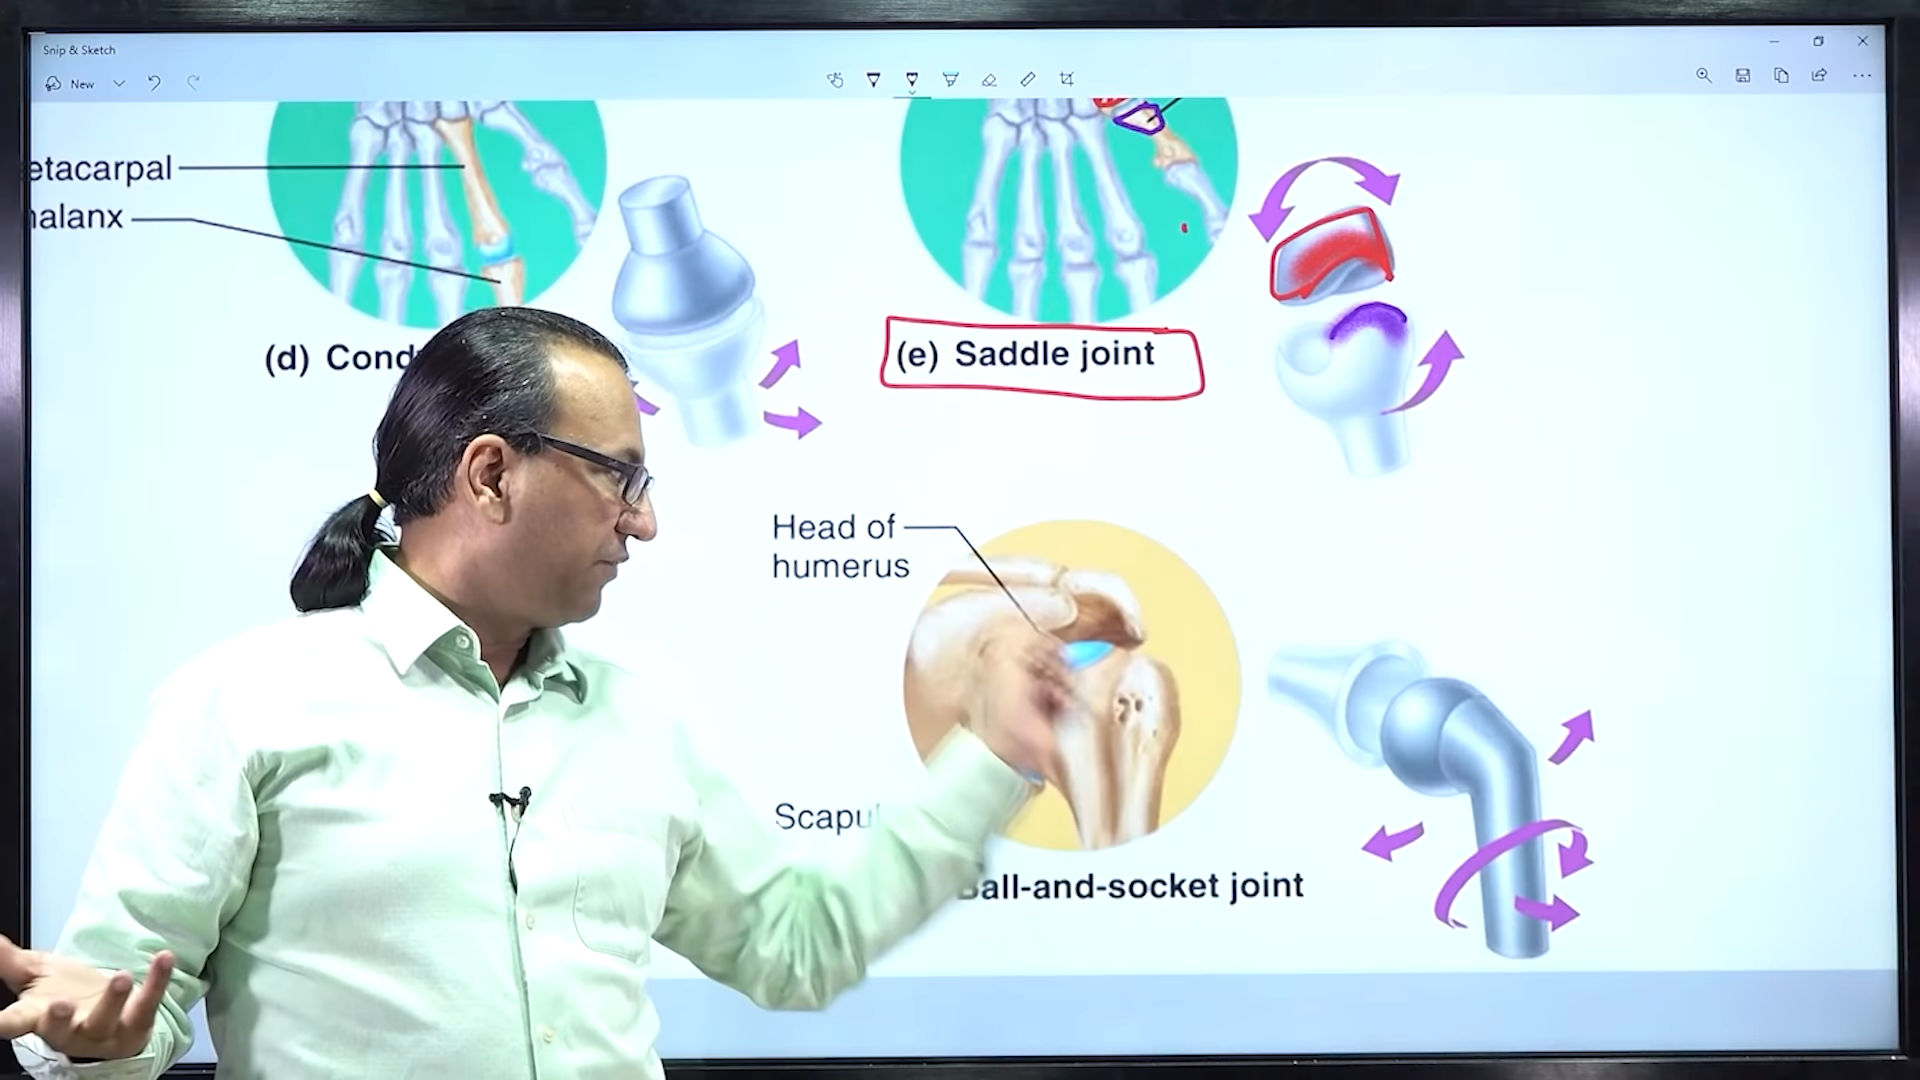 Snip & Sketch
New
etacarpal
halanx
(d) Cond
(e) Saddle joint
Head of
humerus
Scapu
Ball-and-socket joint